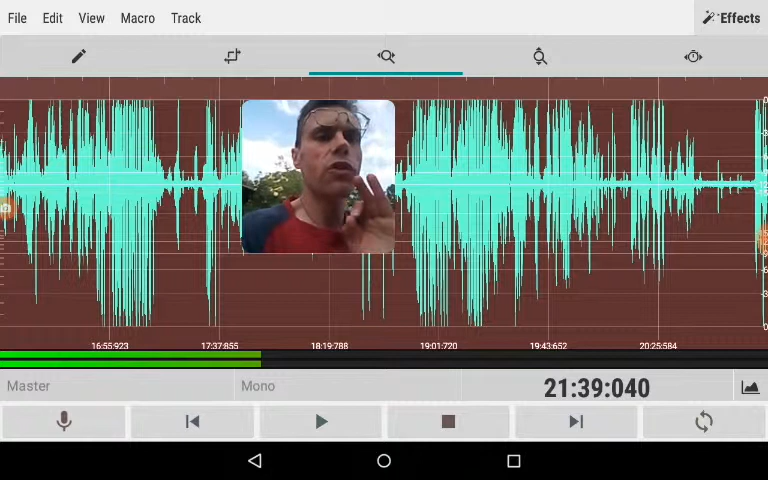 File Edit View Macro Track Effects
16:55:923 17:37:855 18:19:788 19:01:720 19:43:652 20:25:584
Master Mono 21:39:040